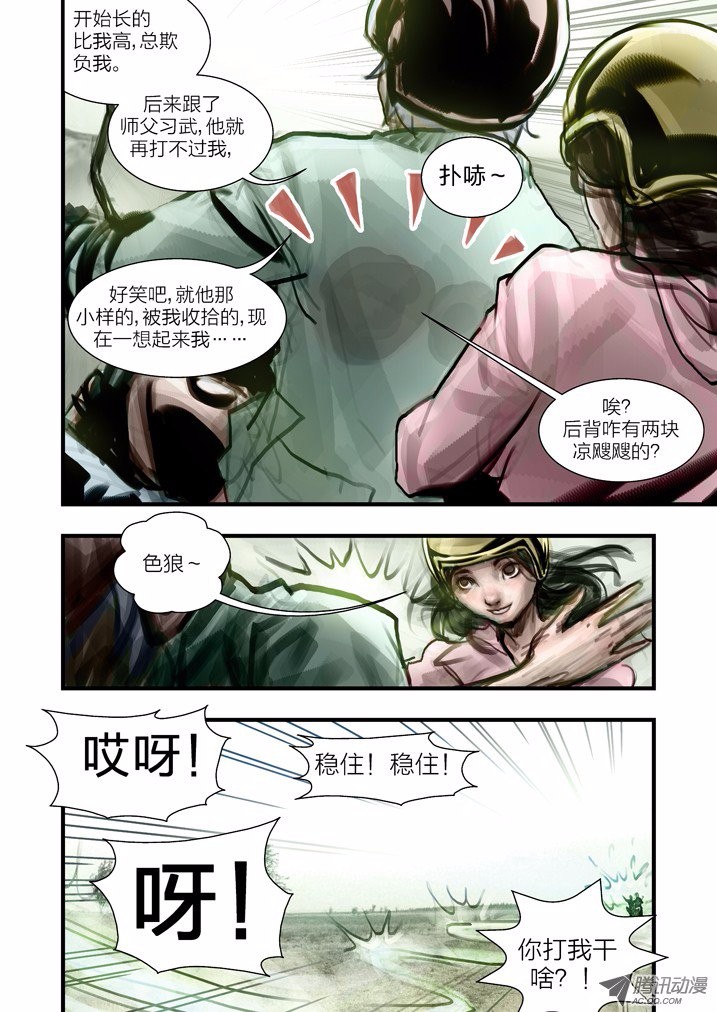 开始长的
比我高，总欺
负我。
后来跟了
师父习武，他就
再打不过我，
扑哧~
好笑吧，就他那
小样的，被我收拾的，现
在一想起来我……
唉？
后背咋有两块
凉飕飕的？
色狼~
哎呀！
稳住！稳住！
呀！
你打我干
啥？！
腾讯动漫
AC.QQ.COM